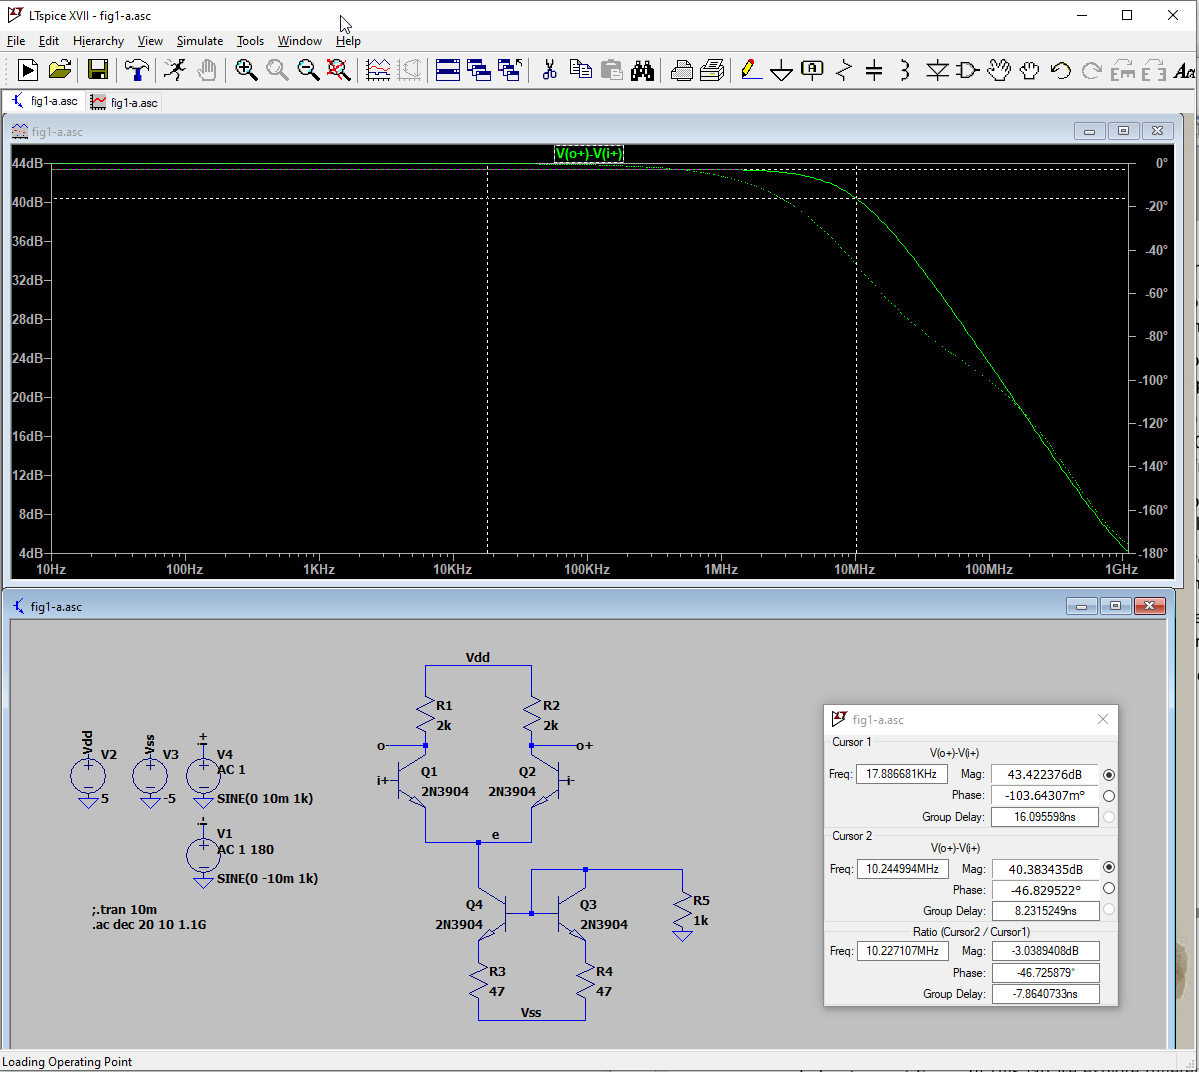 LTspice XVII - fig1-a.asc
File Edit Hierarchy View Simulate Tools Window Help
fig1-a.asc fig1-a.asc
fig1-a.asc
V(o+)-V(i+)
44dB 0°
40dB -20°
36dB -40°
32dB -60°
28dB -80°
24dB -100°
20dB -120°
16dB -140°
12dB -160°
8dB
4dB -180°
10Hz 100Hz 1KHz 10KHz 100KHz 1MHz 10MHz 100MHz 1GHz
fig1-a.asc
Vdd
R1 R2
2k 2k
o- o+
Q1 Q2
i+ i-
2N3904 2N3904
e
Vdd Vss i+
V2 V3 V4
AC 1
5 -5 SINE(0 10m 1k)
i-
V1
AC 1 180
SINE(0 -10m 1k)
;.tran 10m
.ac dec 20 10 1.1G
Q4 Q3 R5
2N3904 2N3904 1k
R3 R4
47 47
Vss
fig1-a.asc
Cursor 1
V(o+)-V(i+)
Freq: 17.886681KHz Mag: 43.422376dB
Phase: -103.64307m°
Group Delay: 16.095598ns
Cursor 2
V(o+)-V(i+)
Freq: 10.244994MHz Mag: 40.383435dB
Phase: -46.829522°
Group Delay: 8.2315249ns
Ratio (Cursor2 / Cursor1)
Freq: 10.227107MHz Mag: -3.0389408dB
Phase: -46.725879°
Group Delay: -7.8640733ns
Loading Operating Point